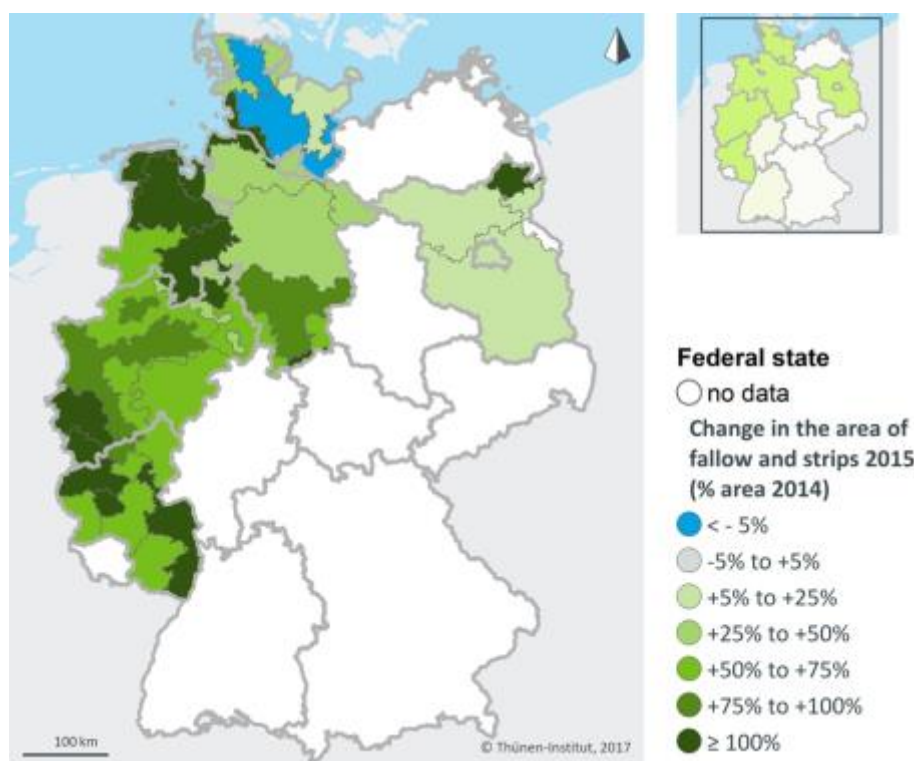 100 km
© Thünen-Institut, 2017
Federal state
no data
Change in the area of
fallow and strips 2015
(% area 2014)
< - 5%
-5% to +5%
+5% to +25%
+25% to +50%
+50% to +75%
+75% to +100%
≥ 100%